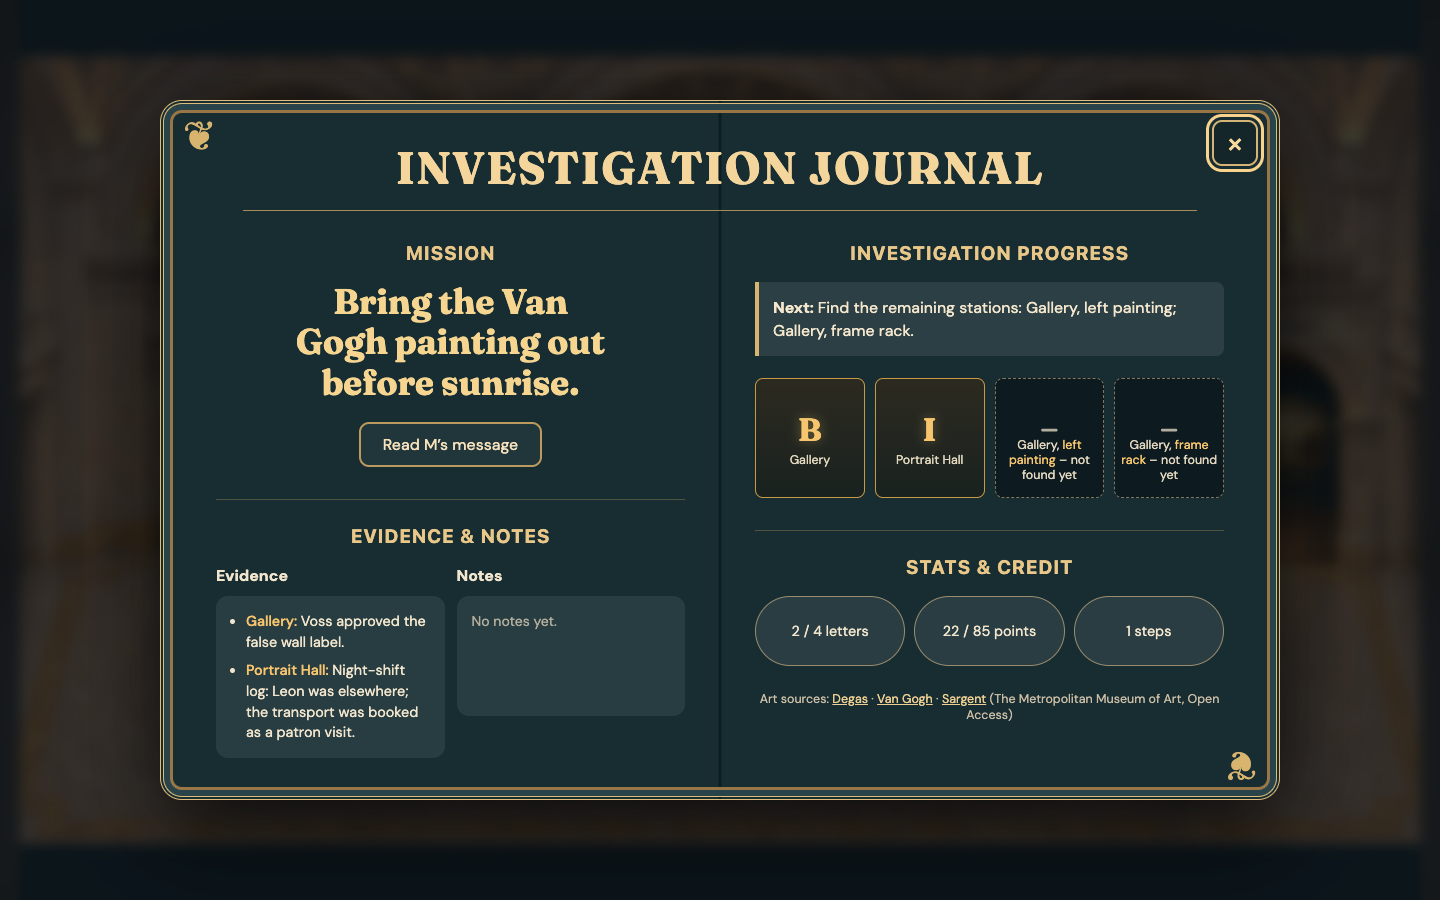 INVESTIGATION JOURNAL
×
MISSION
Bring the Van
Gogh painting out
before sunrise.
Read M's message
EVIDENCE & NOTES
Evidence
Gallery: Voss approved the
false wall label.
Portrait Hall: Night-shift
log: Leon was elsewhere;
the transport was booked
as a patron visit.
Notes
No notes yet.
INVESTIGATION PROGRESS
Next: Find the remaining stations: Gallery, left painting;
Gallery, frame rack.
B
Gallery
I
Portrait Hall
—
Gallery, left
painting – not
found yet
—
Gallery, frame
rack – not found
yet
STATS & CREDIT
2 / 4 letters
22 / 85 points
1 steps
Art sources: Degas · Van Gogh · Sargent (The Metropolitan Museum of Art, Open
Access)